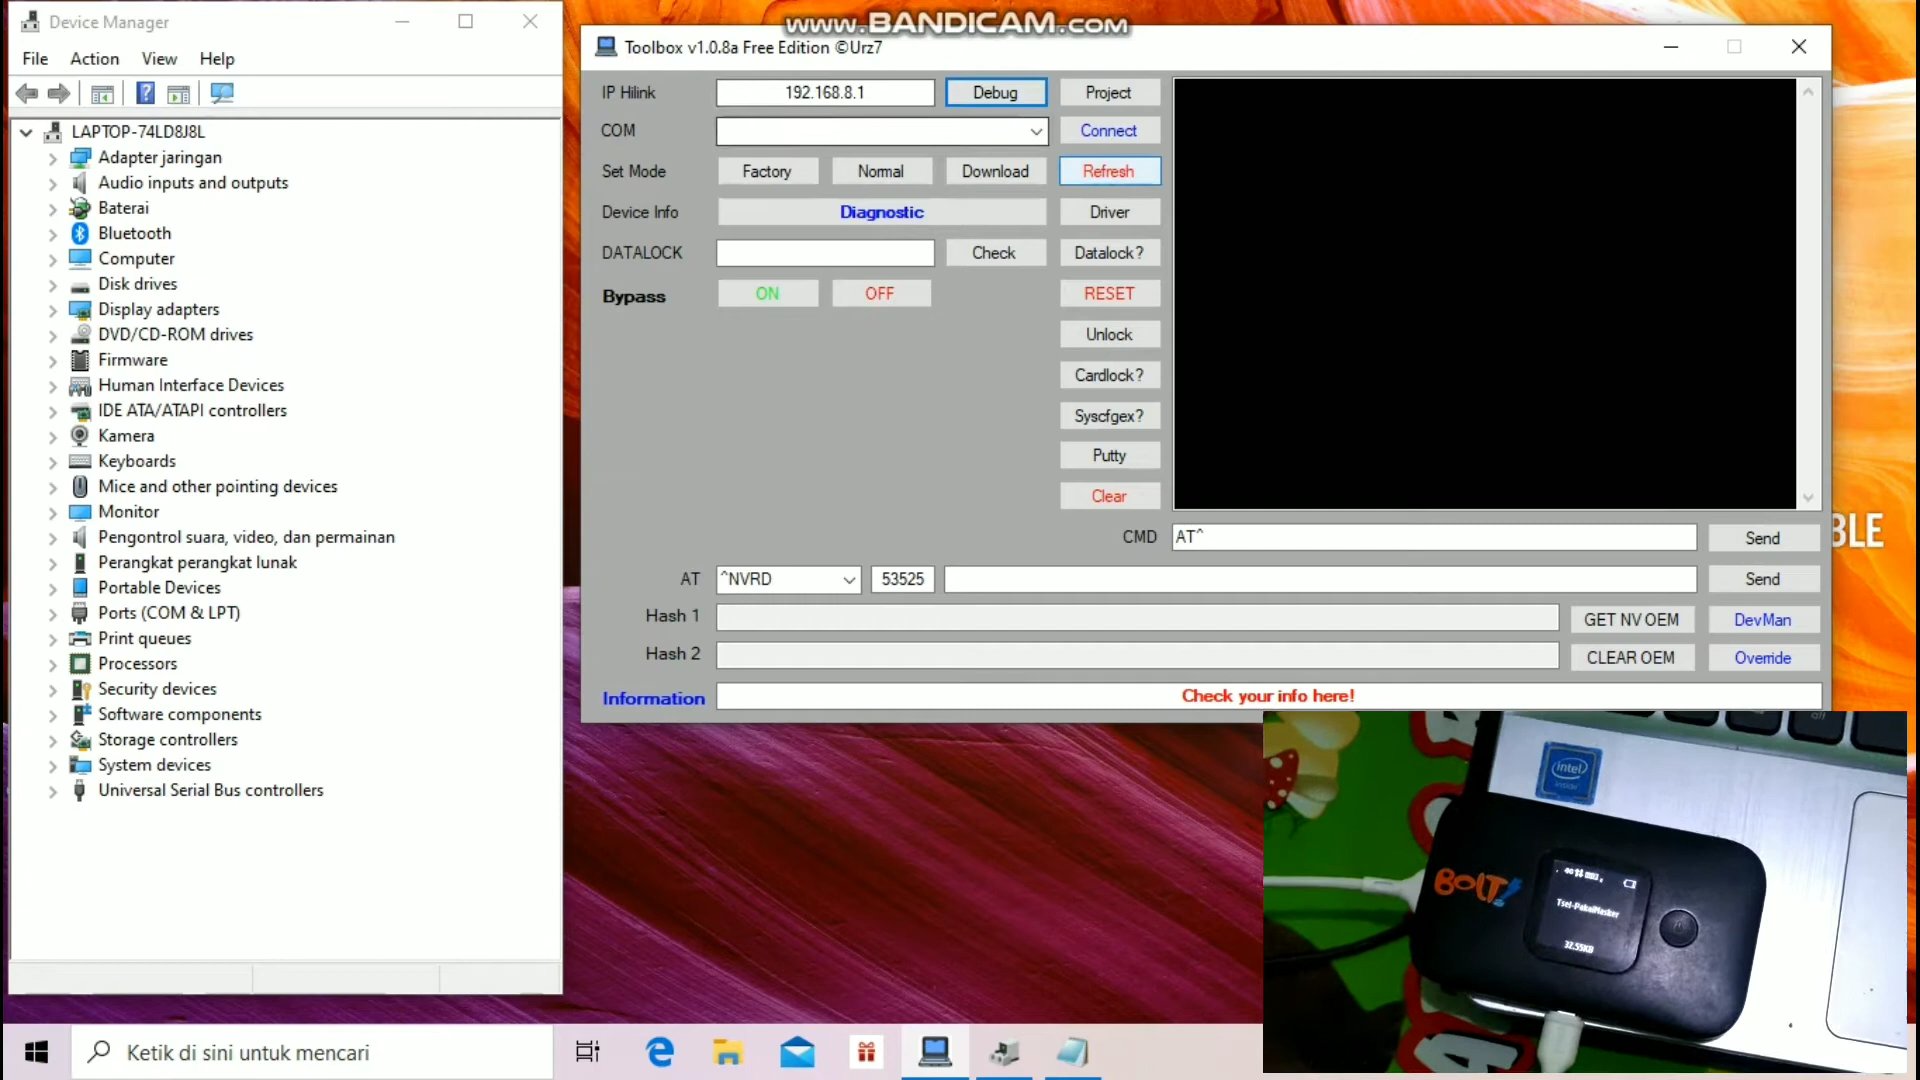 Device Manager
www.BANDICAM.com
File Action View Help
LAPTOP-74LD8J8L
Adapter jaringan
Audio inputs and outputs
Baterai
Bluetooth
Computer
Disk drives
Display adapters
DVD/CD-ROM drives
Firmware
Human Interface Devices
IDE ATA/ATAPI controllers
Kamera
Keyboards
Mice and other pointing devices
Monitor
Pengontrol suara, video, dan permainan
Perangkat perangkat lunak
Portable Devices
Ports (COM & LPT)
Print queues
Processors
Security devices
Software components
Storage controllers
System devices
Universal Serial Bus controllers
Toolbox v1.0.8a Free Edition ©Urz7
IP Hilink 192.168.8.1 Debug Project
COM Connect
Set Mode Factory Normal Download Refresh
Device Info Diagnostic Driver
DATALOCK Check Datalock?
Bypass ON OFF RESET
Unlock
Cardlock?
Syscfgex?
Putty
Clear
CMD AT^ Send
AT ^NVRD 53525 Send
Hash 1 GET NV OEM DevMan
Hash 2 CLEAR OEM Override
Information Check your info here!
BLE
intel
inside
BOLT!
Tsel-PakaiMasker
32.55KB
Ketik di sini untuk mencari